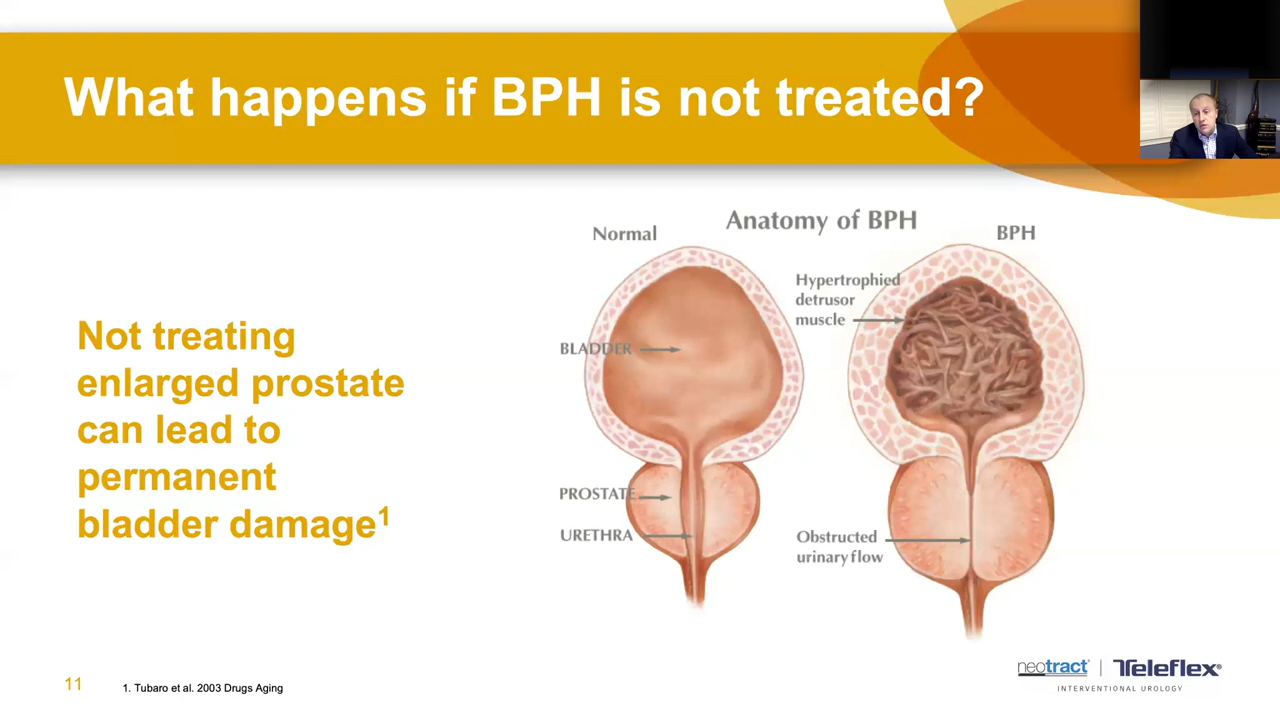 What happens if BPH is not treated?
Anatomy of BPH
Normal
BPH
Hypertrophied
detrusor
muscle
BLADDER
Not treating
enlarged prostate
can lead to
permanent
bladder damage1
PROSTATE
URETHRA
Obstructed
urinary flow
neotract | Teleflex
INTERVENTIONAL UROLOGY
11
1. Tubaro et al. 2003 Drugs Aging